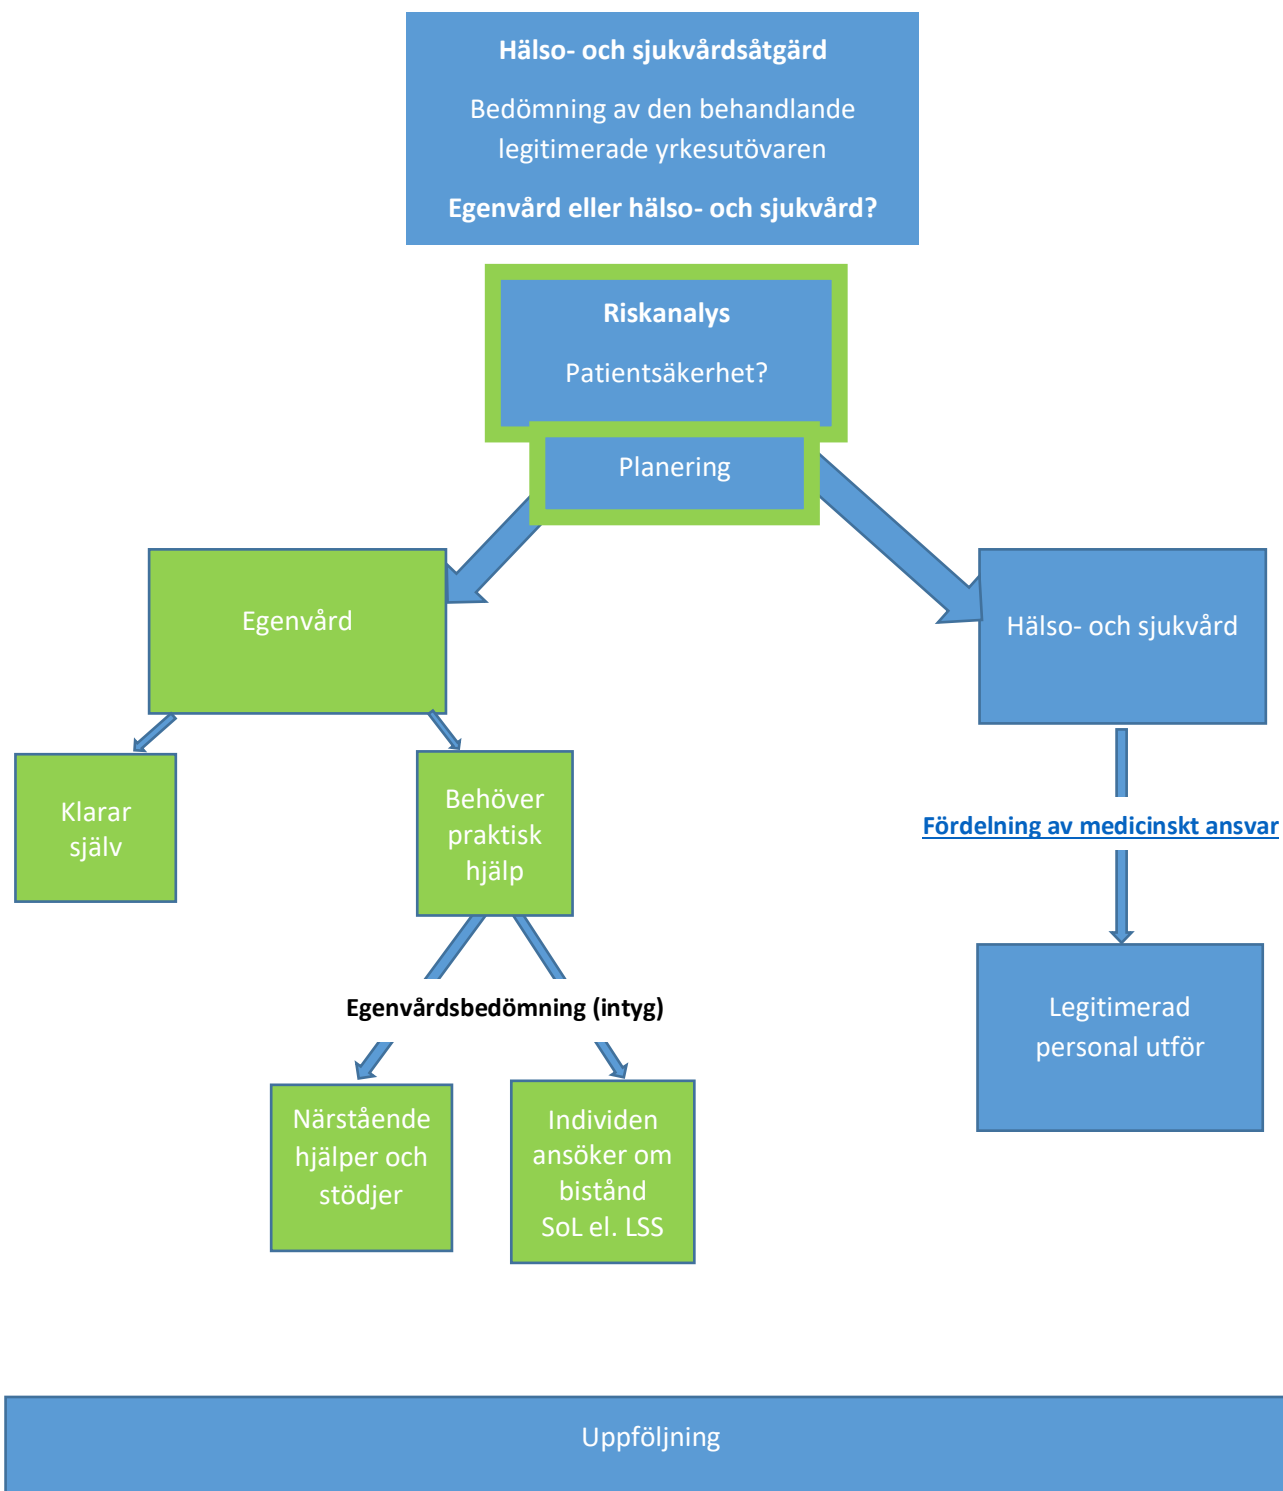 Hälso- och sjukvårdsåtgärd
Bedömning av den behandlande
legitimerade yrkesutövaren
Egenvård eller hälso- och sjukvård?
Riskanalys
Patientsäkerhet?
Planering
Egenvård
Hälso- och sjukvård
Klarar
själv
Behöver
praktisk
hjälp
Fördelning av medicinskt ansvar
Egenvårdsbedömning (intyg)
Legitimerad
personal utför
Närstående
hjälper och
stödjer
Individen
ansöker om
bistånd
SoL el. LSS
Uppföljning